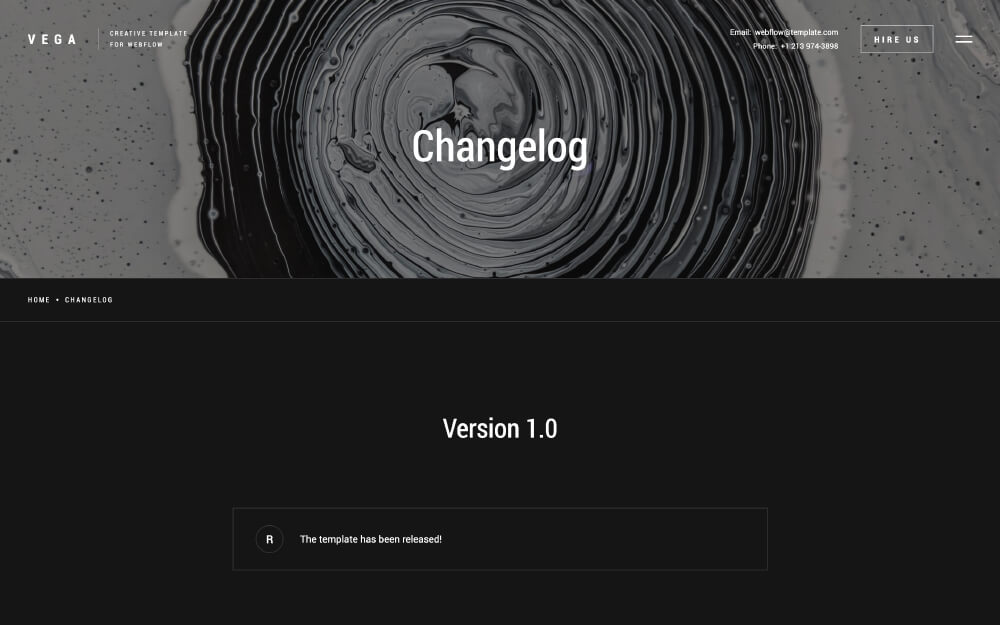 VEGA
CREATIVE TEMPLATE
FOR WEBFLOW
Email: webflow@template.com
Phone: +1 213 974-3898
HIRE US
Changelog
HOME • CHANGELOG
Version 1.0
R
The template has been released!